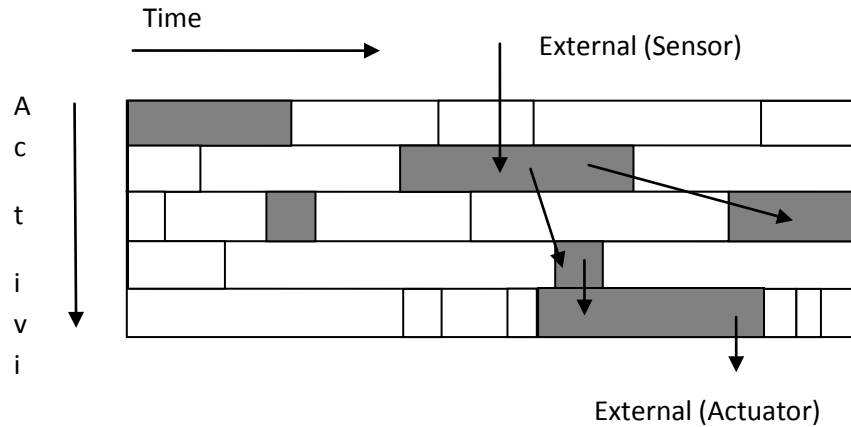 Time
External (Sensor)
A
c
t
i
v
i
External (Actuator)